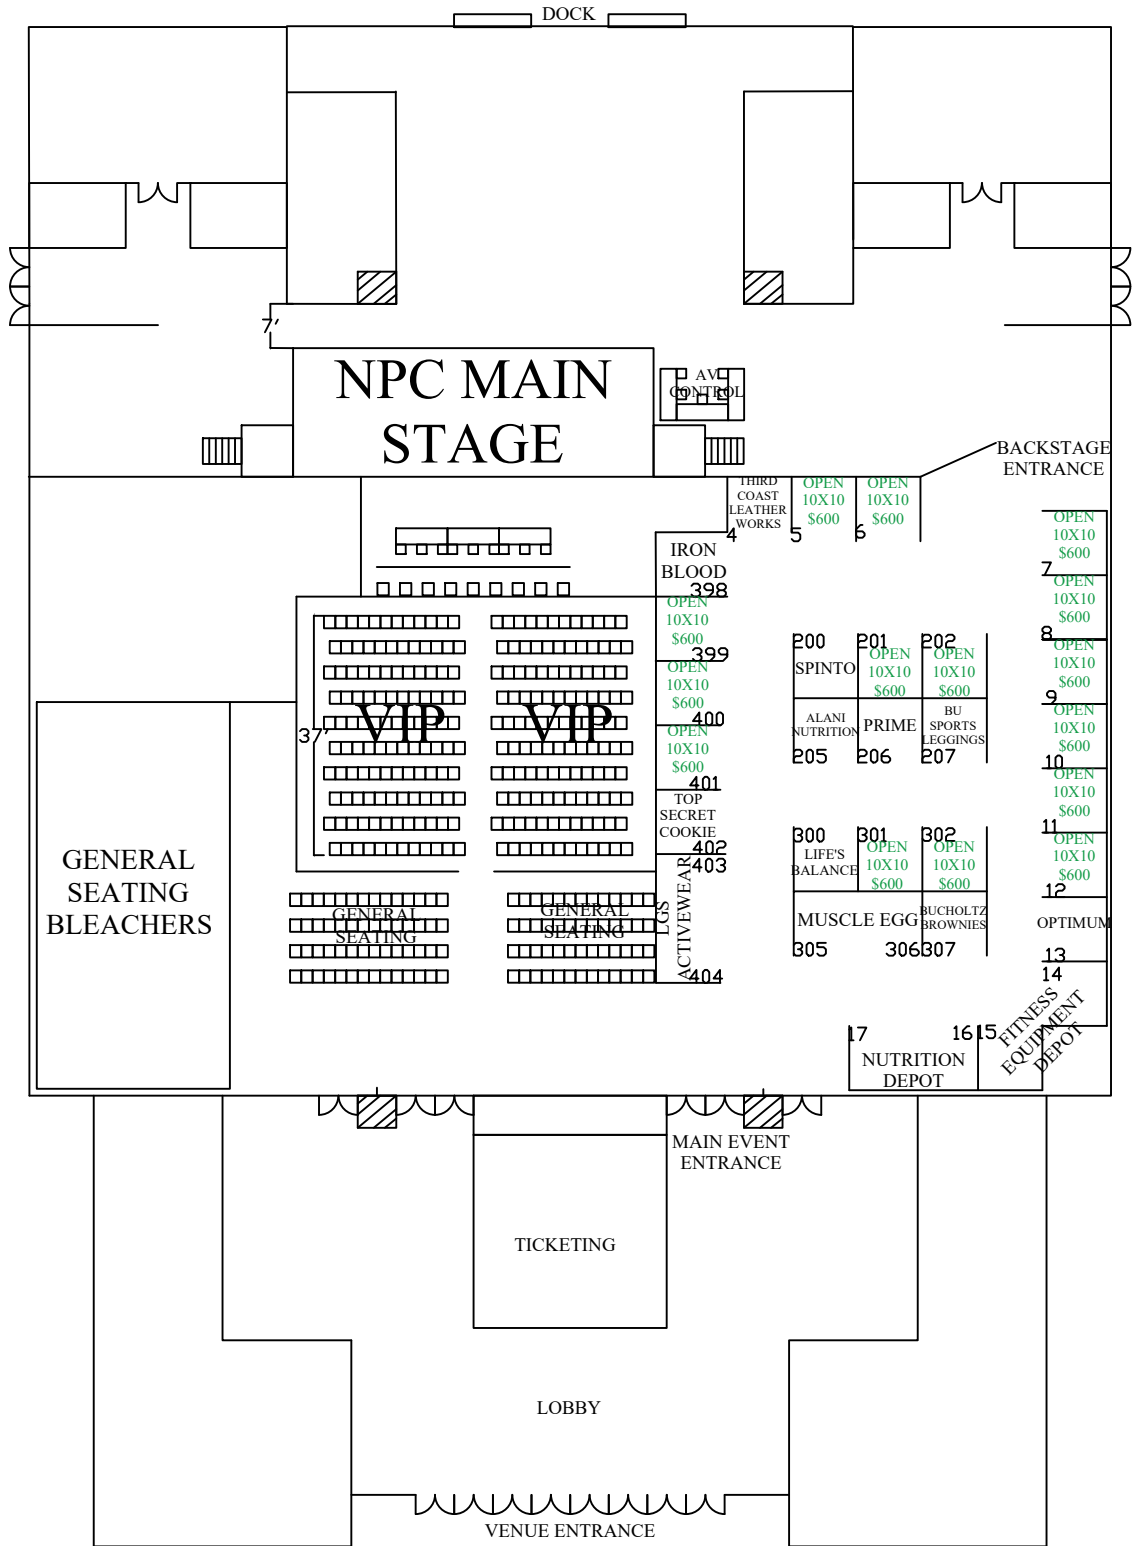 DOCK
7'
NPC MAIN
STAGE
AV
CONTROL
BACKSTAGE
ENTRANCE
THIRD
COAST
LEATHER
WORKS
4
OPEN
10X10
$600
5
OPEN
10X10
$600
6
IRON
BLOOD
398
OPEN
10X10
$600
399
OPEN
10X10
$600
400
OPEN
10X10
$600
401
TOP
SECRET
COOKIE
402
403
LGS
ACTIVEWEAR
404
OPEN
10X10
$600
7
OPEN
10X10
$600
8
OPEN
10X10
$600
9
OPEN
10X10
$600
10
OPEN
10X10
$600
11
OPEN
10X10
$600
12
OPTIMUM
13
14
FITNESS
EQUIPMENT
DEPOT
15
16
17
NUTRITION
DEPOT
200
SPINTO
201
OPEN
10X10
$600
202
OPEN
10X10
$600
ALANI
NUTRITION
205
PRIME
206
BU
SPORTS
LEGGINGS
207
300
LIFE'S
BALANCE
301
OPEN
10X10
$600
302
OPEN
10X10
$600
MUSCLE EGG
305
306
BUCHOLTZ
BROWNIES
307
VIP
VIP
37'
GENERAL
SEATING
BLEACHERS
GENERAL
SEATING
GENERAL
SEATING
MAIN EVENT
ENTRANCE
TICKETING
LOBBY
VENUE ENTRANCE